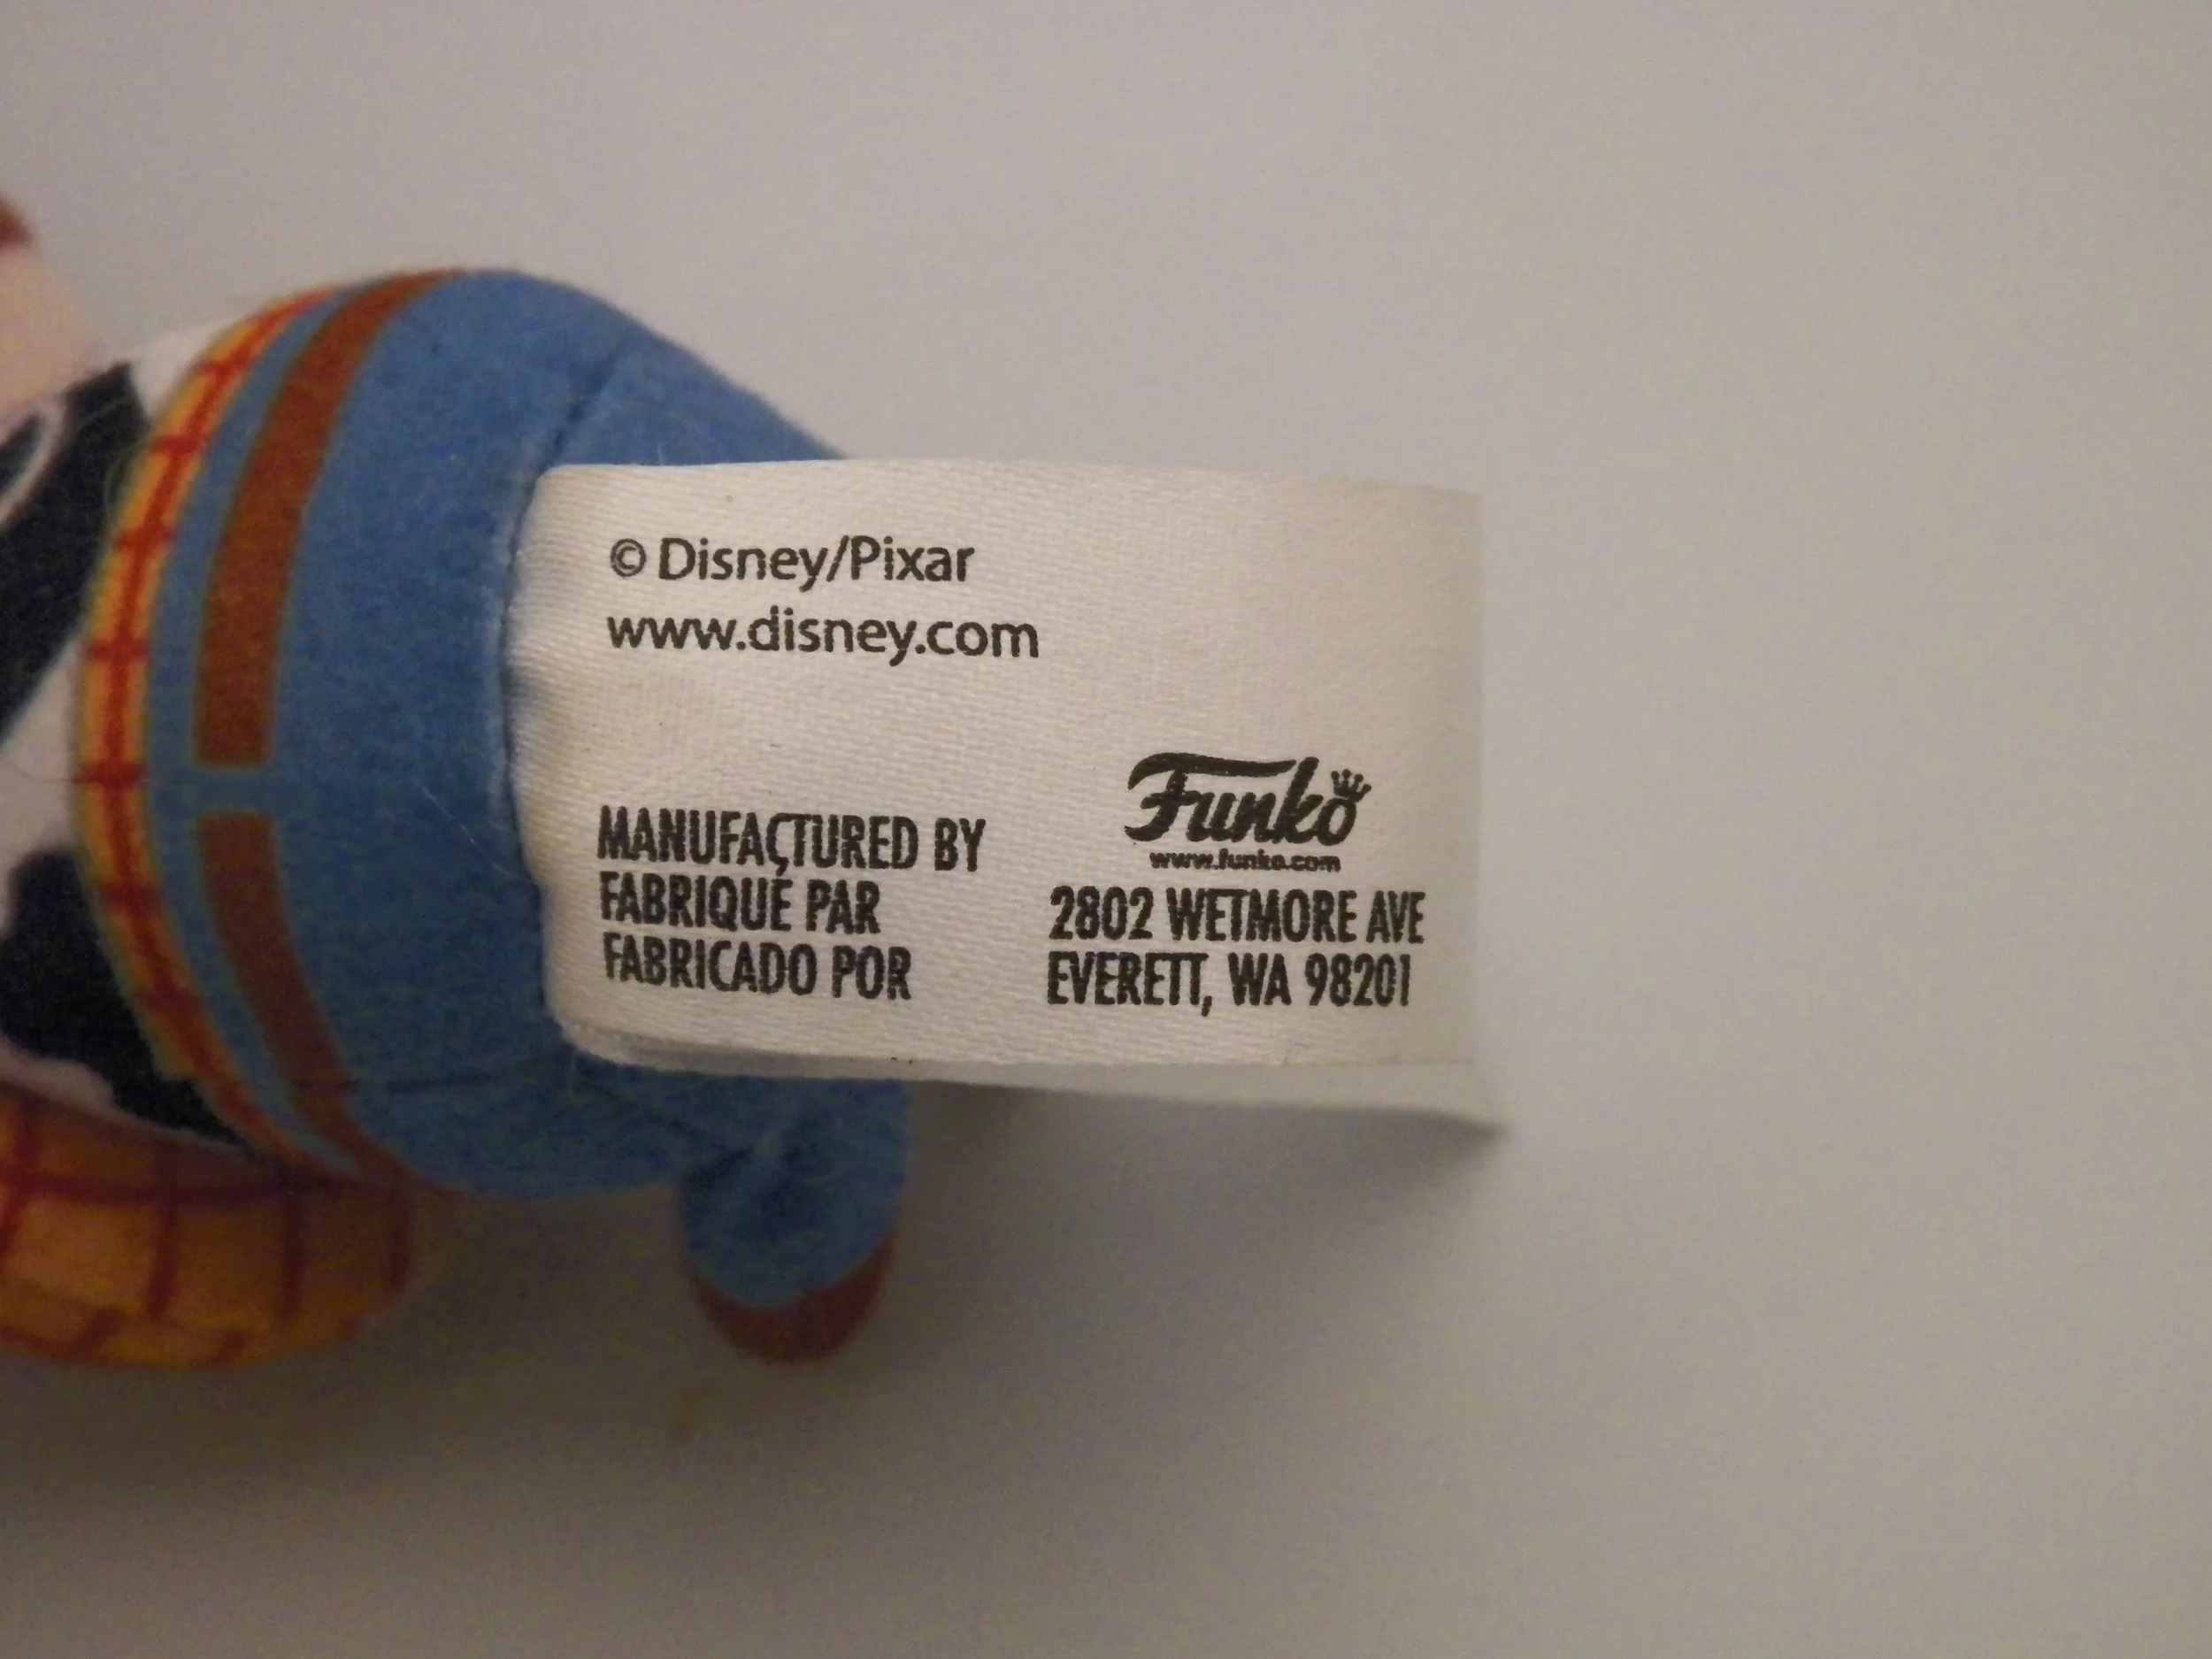 © Disney/Pixar
www.disney.com
MANUFACTURED BY
FABRIQUÉ PAR
FABRICADO POR
Funko
www.funko.com
2802 WETMORE AVE
EVERETT, WA 98201